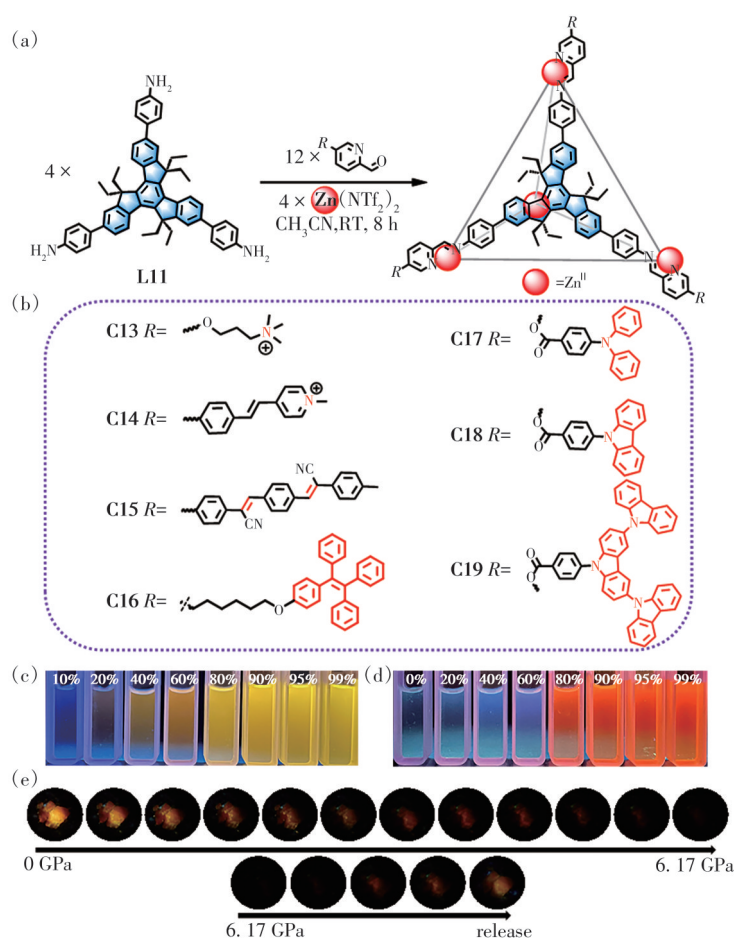 (a)
R
NH₂
4 ×
12 ×
R
N
O
4 × Zn(NTf₂)₂
CH₃CN,RT, 8 h
H₂N
NH₂
L11
N
N
N
N
N
N
R
R
=Znᴵᴵ
(b)
C13 R=
O
N
⊕
C17 R=
O
O
N
C14 R=
N
⊕
C18 R=
O
O
N
C15 R=
NC
CN
C16 R=
O
C19 R=
O
O
N
N
N
(c)
10% 20% 40% 60% 80% 90% 95% 99%
(d)
0% 20% 40% 60% 80% 90% 95% 99%
(e)
0 GPa
6. 17 GPa
6. 17 GPa
release